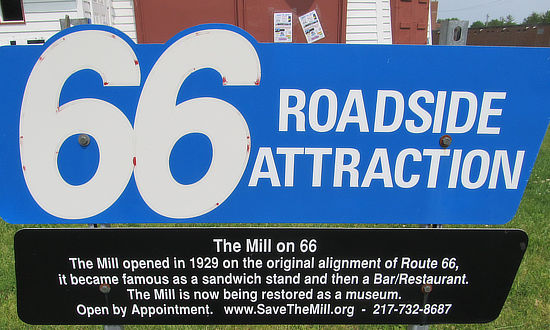 66 ROADSIDE
ATTRACTION
The Mill on 66
The Mill opened in 1929 on the original alignment of Route 66,
it became famous as a sandwich stand and then a Bar/Restaurant.
The Mill is now being restored as a museum.
Open by Appointment. www.SaveTheMill.org - 217-732-8687